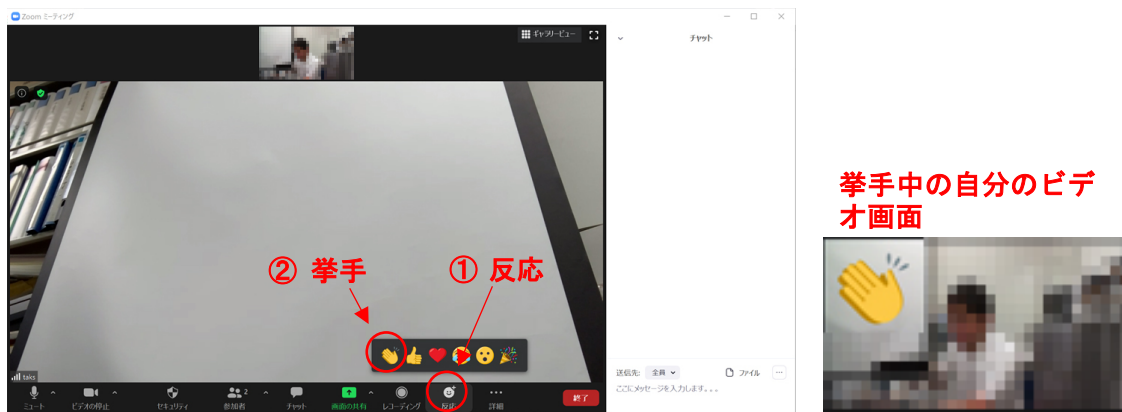 Zoom ミーティング
ギャラリービュー
チャット
挙手中の自分のビデ
オ画面
② 挙手
① 反応
taks
送信先: 全員
ファイル
ここにメッセージを入力します。。。
ミュート
ビデオの停止
セキュリティ
参加者
2
チャット
画面の共有
レコーディング
反応
詳細
終了